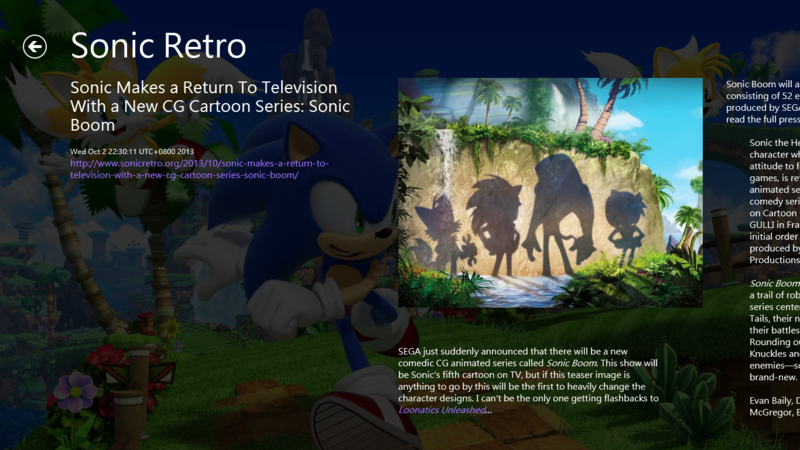 Sonic Retro
Sonic Makes a Return To Television
With a New CG Cartoon Series: Sonic
Boom
Wed Oct 2 22:30:11 UTC+0800 2013
http://www.sonicretro.org/2013/10/sonic-makes-a-return-to-
television-with-a-new-cg-cartoon-series-sonic-boom/
SEGA just suddenly announced that there will be a new
comedic CG animated series called Sonic Boom. This show will
be Sonic's fifth cartoon on TV, but if this teaser image is
anything to go by this will be the first to heavily change the
character designs. I can't be the only one getting flashbacks to
Loonatics Unleashed...
Sonic Boom will a
consisting of 52 e
produced by SEGA
read the full press
Sonic the He
character wh
attitude to f
games, is re
animated se
comedy seri
on Cartoon
GULLI in Fra
initial order
produced by
Productions
Sonic Boom
a trail of rob
series center
Tails, their n
their battles
Rounding ou
Knuckles an
enemies—so
brand-new.
Evan Baily, D
McGregor, E